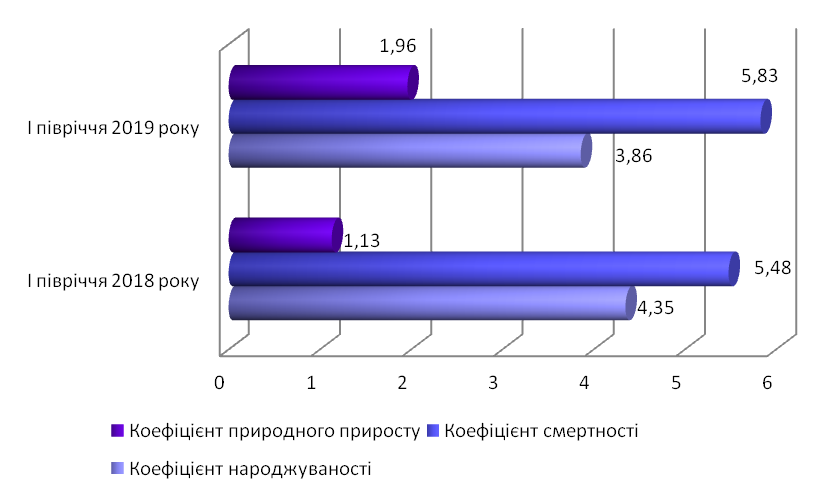 1,96
5,83
І півріччя 2019 року
3,86
1,13
І півріччя 2018 року
5,48
4,35
0 1 2 3 4 5 6
Коефіцієнт природного приросту Коефіцієнт смертності
Коефіцієнт народжуваності